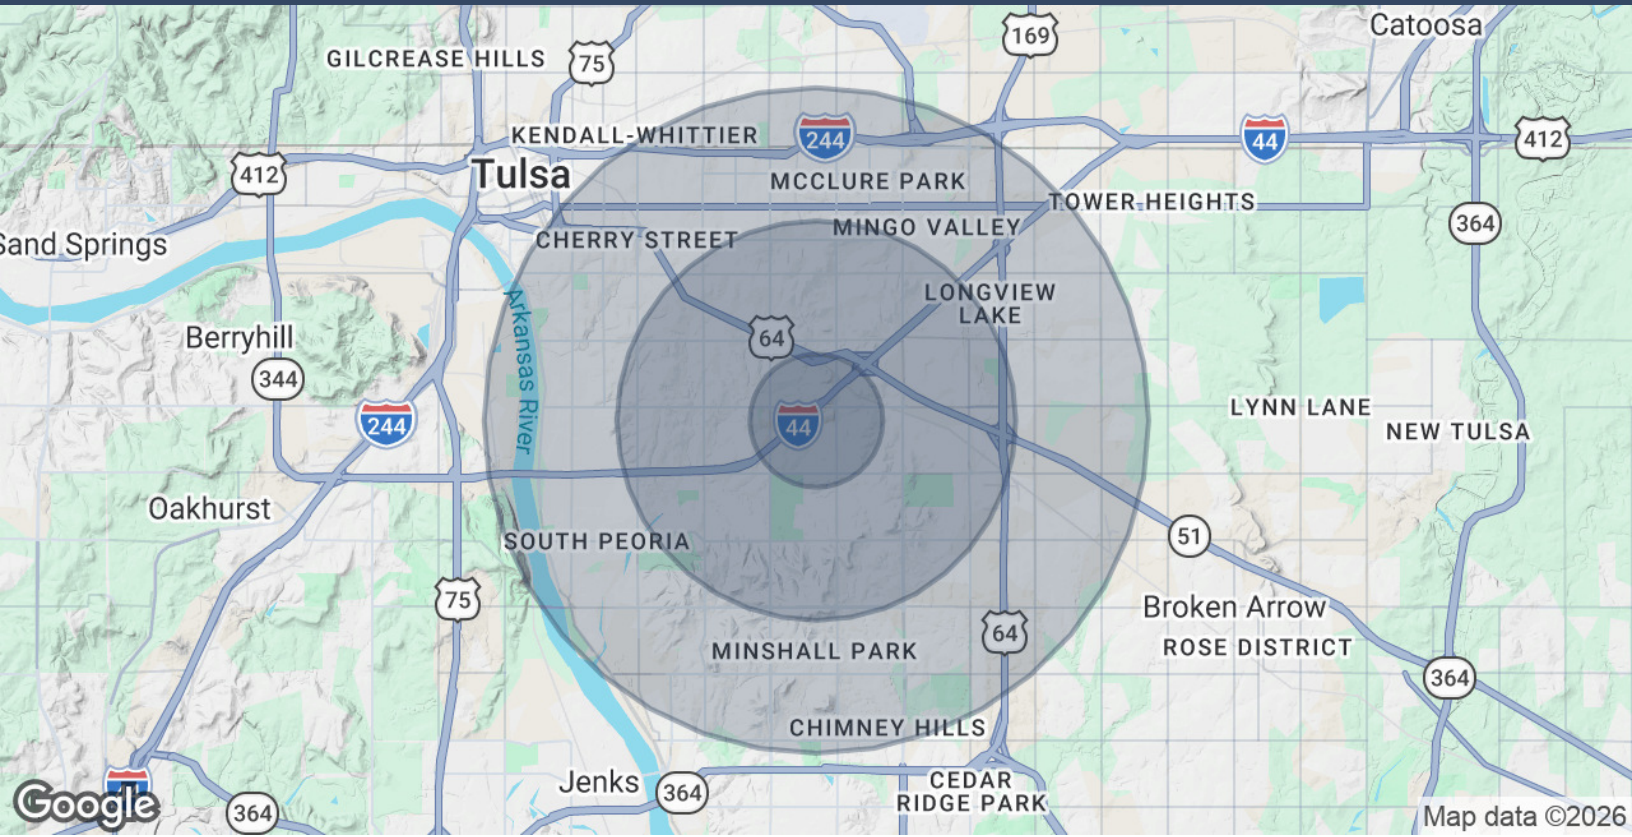 Catoosa
169
GILCREASE HILLS
75
KENDALL-WHITTIER
244
44
412
412
Tulsa
MCCLURE PARK
TOWER HEIGHTS
364
Sand Springs
CHERRY STREET
MINGO VALLEY
LONGVIEW
LAKE
Arkansas River
Berryhill
64
344
LYNN LANE
244
44
NEW TULSA
Oakhurst
SOUTH PEORIA
51
75
Broken Arrow
64
MINSHALL PARK
ROSE DISTRICT
364
CHIMNEY HILLS
Jenks
364
CEDAR
RIDGE PARK
Google
364
Map data ©2026